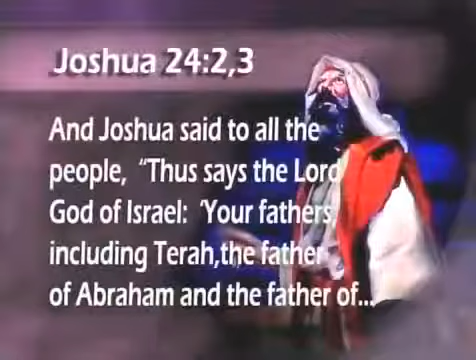 Joshua 24:2,3
And Joshua said to all the
people, "Thus says the Lord
God of Israel: 'Your fathers,
including Terah,the father
of Abraham and the father of...